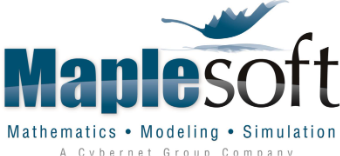 Maplesoft
Mathematics • Modeling • Simulation
A Cybernet Group Company